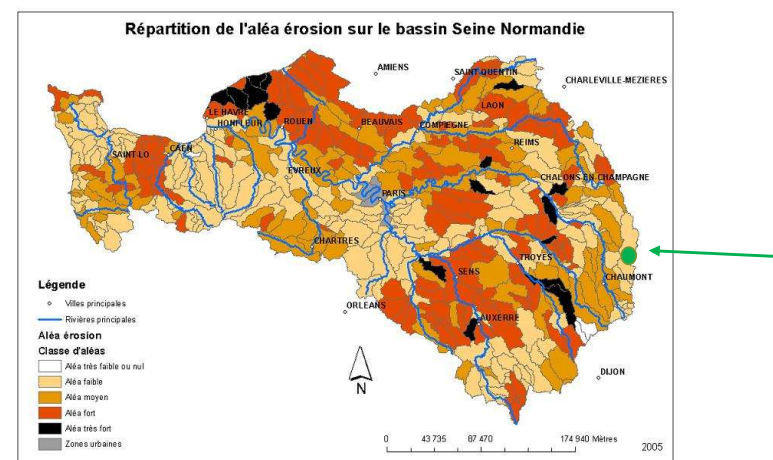 Répartition de l'aléa érosion sur le bassin Seine Normandie
AMIENS
SAINT-QUENTIN
CHARLEVILLE-MEZIERES
LAON
LE HAVRE
HONFLEUR
ROUEN
BEAUVAIS
COMPIEGNE
REIMS
SAINT-LO
CAEN
EVREUX
PARIS
CHALONS-EN-CHAMPAGNE
CHARTRES
TROYES
CHAUMONT
SENS
ORLEANS
AUXERRE
DIJON
Légende
Villes principales
Rivières principales
Aléa érosion
Classe d'aléas
Aléa très faible ou nul
Aléa faible
Aléa moyen
Aléa fort
Aléa très fort
Zones urbaines
N
0 43 735 87 470 174 940 Mètres
2005